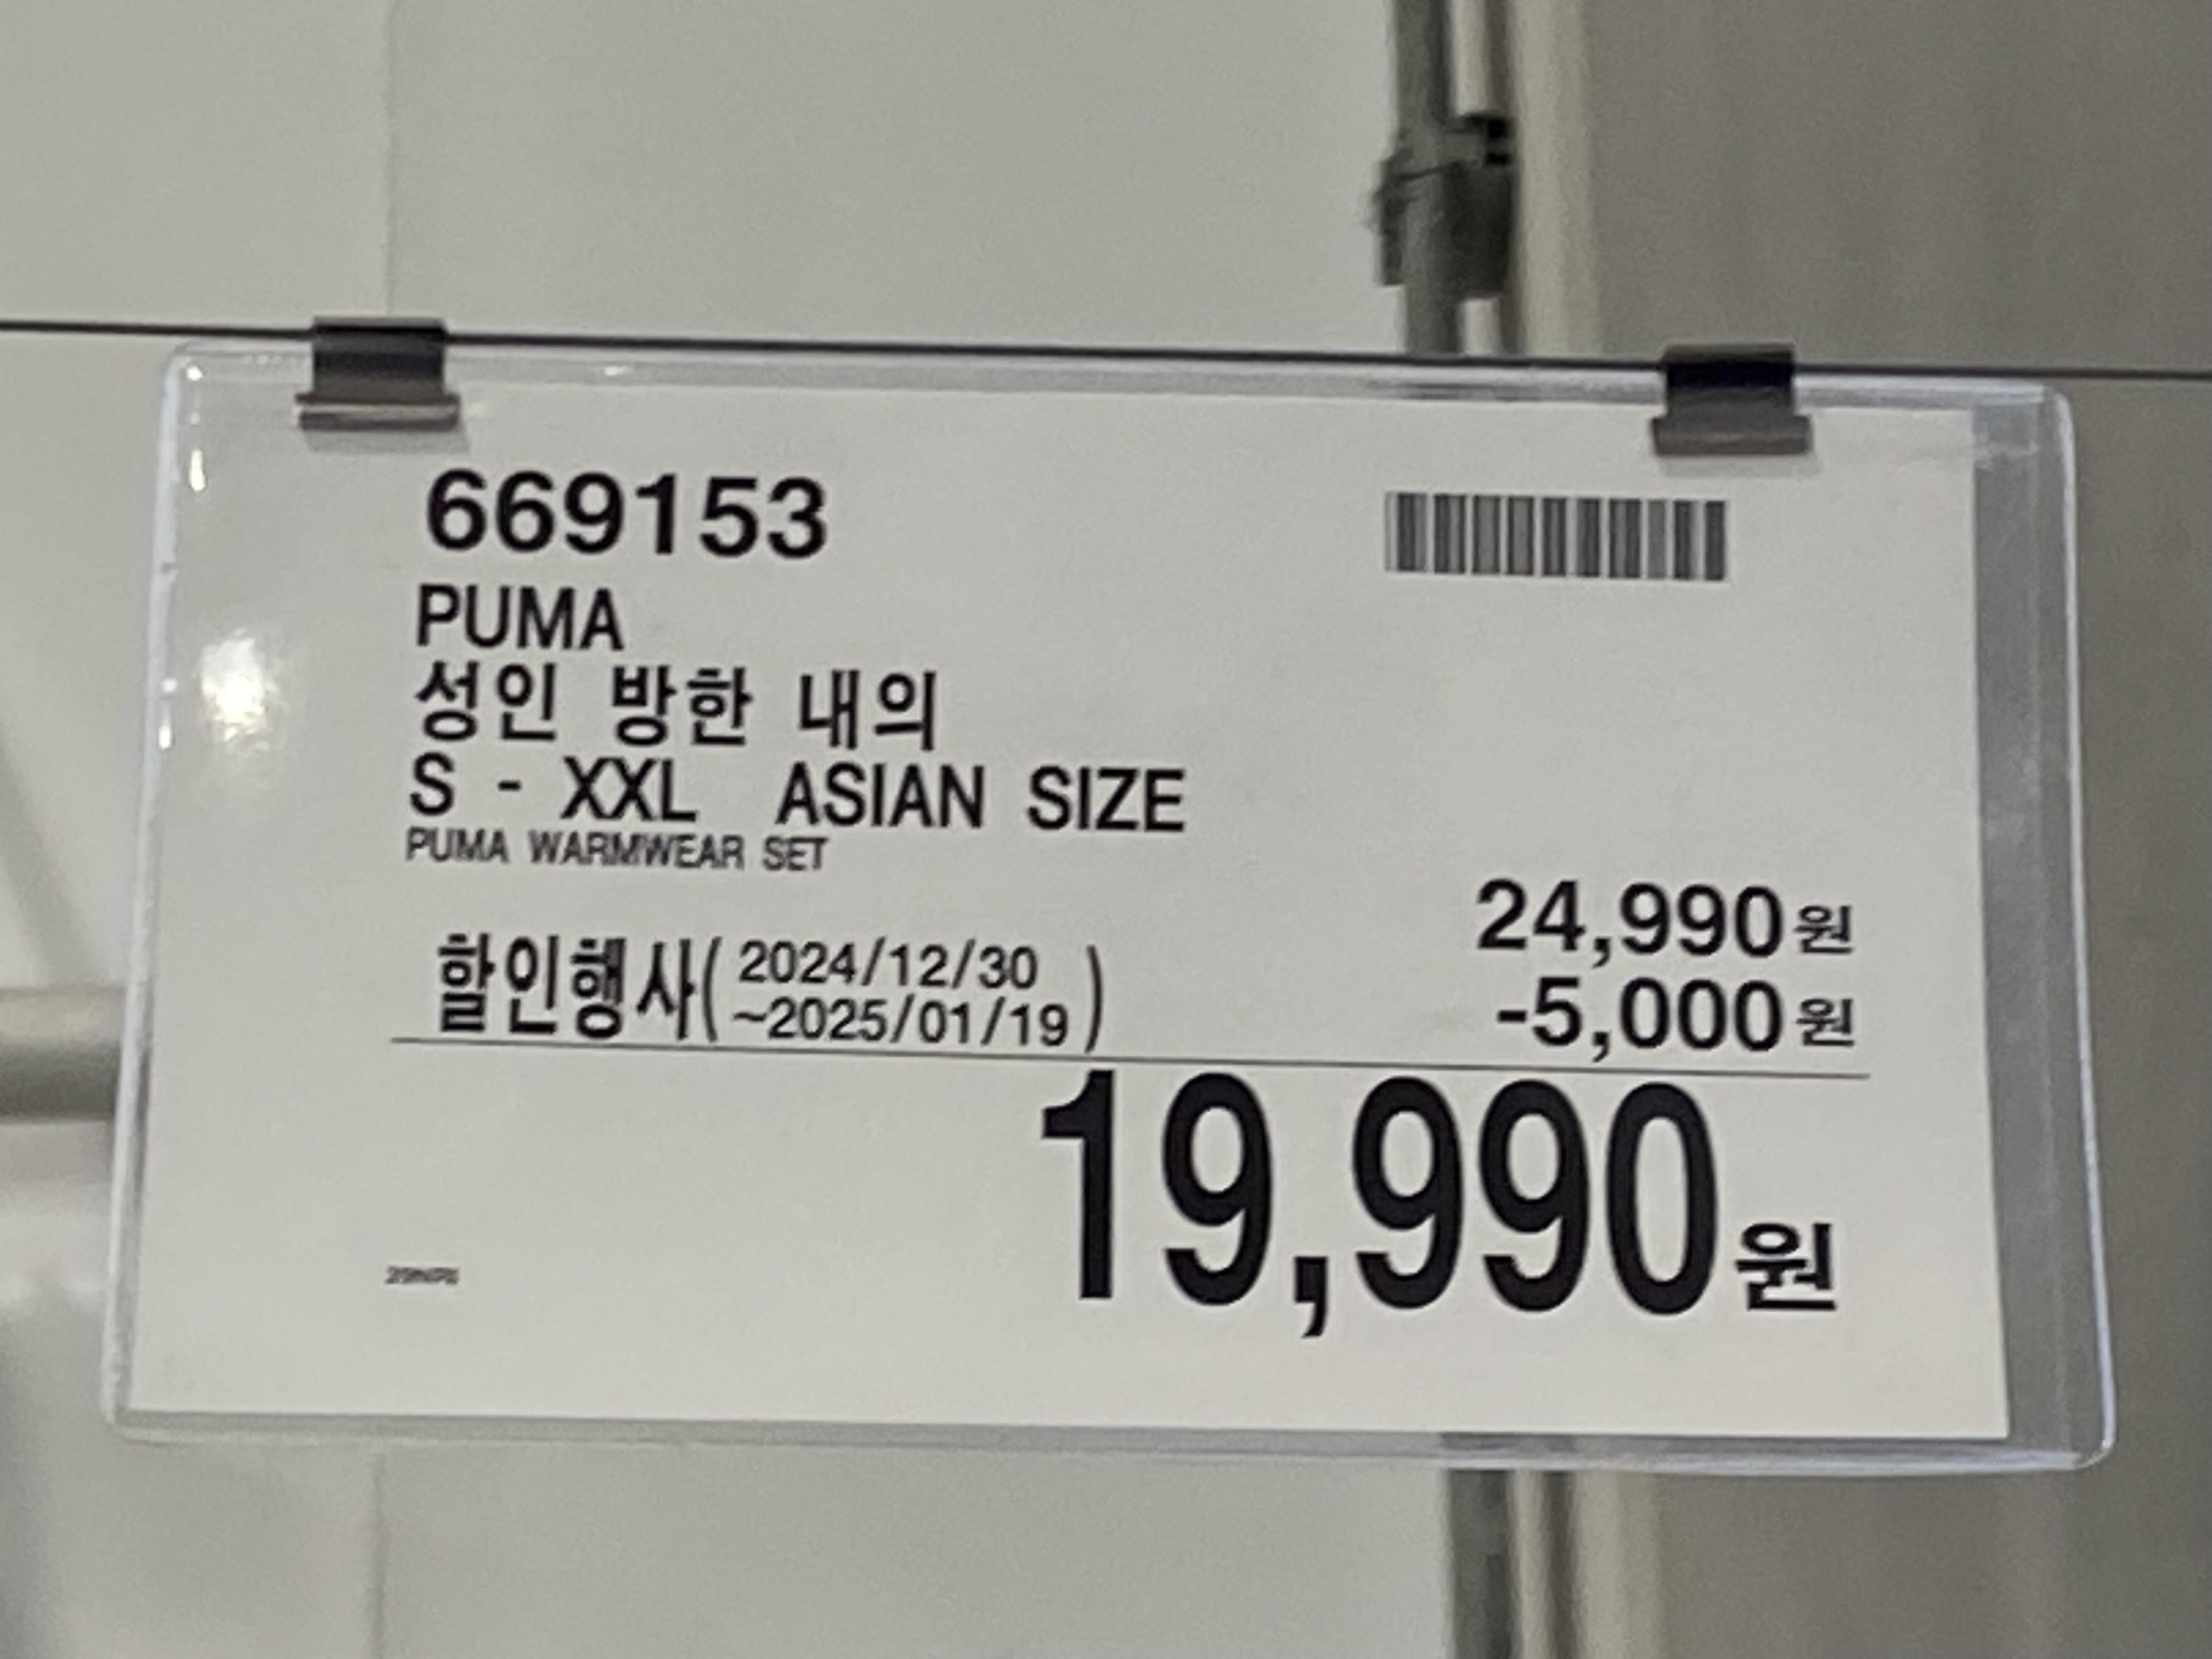 669153
PUMA
성인 방한 내의
S - XXL ASIAN SIZE
PUMA WARMWEAR SET
24,990원
할인행사( 2024/12/30
~2025/01/19 )
-5,000원
19,990원